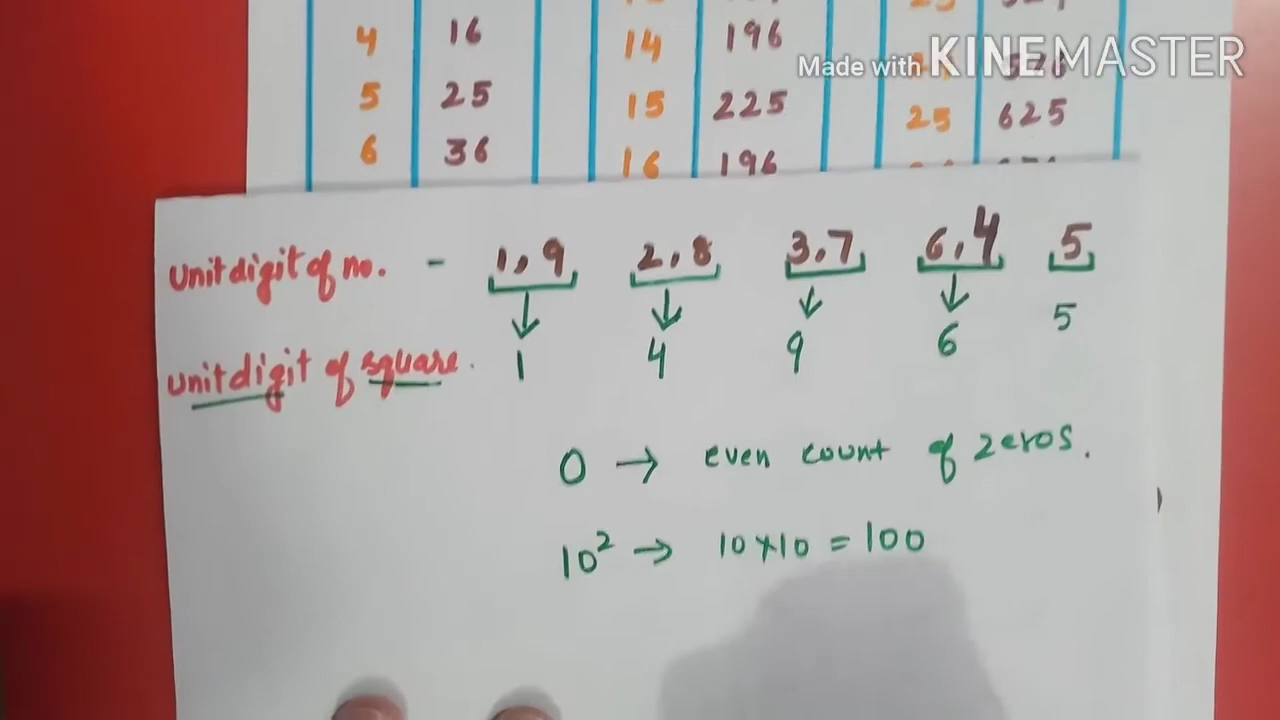 4 16 14 196
Made with KINEMASTER
5 25 15 225 25 625
6 36 16 196
Unit digit of no. - 1,9 2,8 3,7 6,4 5
↓ ↓ ↓ ↓
unit digit of square. 1 4 9 6 5
0 → even count of zeros.
10² → 10×10 = 100